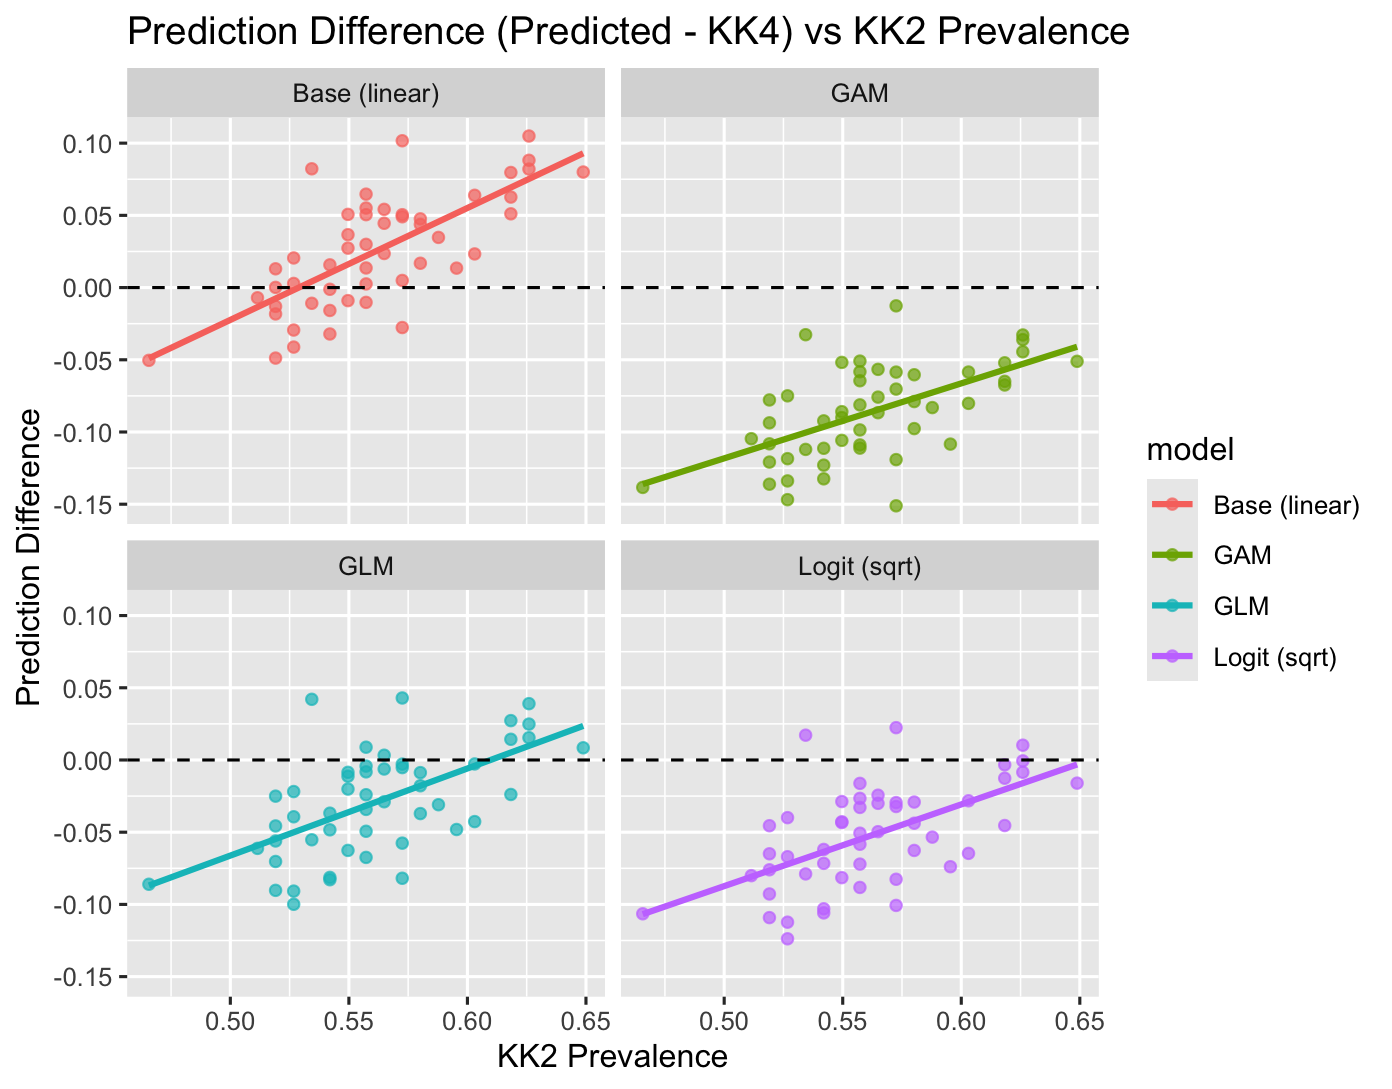 Prediction Difference (Predicted - KK4) vs KK2 Prevalence
Base (linear)
GAM
0.10
0.05
0.00
-0.05
-0.10
-0.15
GLM
Logit (sqrt)
0.10
0.05
0.00
-0.05
-0.10
-0.15
0.50 0.55 0.60 0.65
0.50 0.55 0.60 0.65
KK2 Prevalence
Prediction Difference
model
Base (linear)
GAM
GLM
Logit (sqrt)